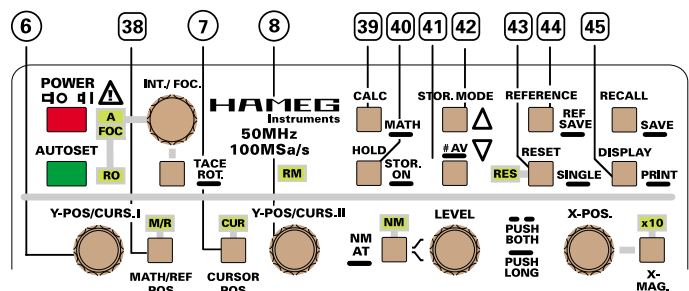 6 38 7 8 39 40 41 42 43 44 45
POWER
INT./ FOC.
A
FOC
AUTOSET
RO
TACE
ROT.
HAMEG
Instruments
50MHz
100MSa/s
RM
CALC
MATH
STOR. MODE
HOLD
STOR.
ON
# AV
REFERENCE
REF
SAVE
RECALL
SAVE
RESET
RES
SINGLE
DISPLAY
PRINT
Y-POS/CURS.I
M/R
MATH/REF
POS.
CUR
CURSOR
POS.
Y-POS/CURS.II
NM
AT
NM
LEVEL
PUSH
BOTH
PUSH
LONG
X-POS.
x10
X-
MAG.